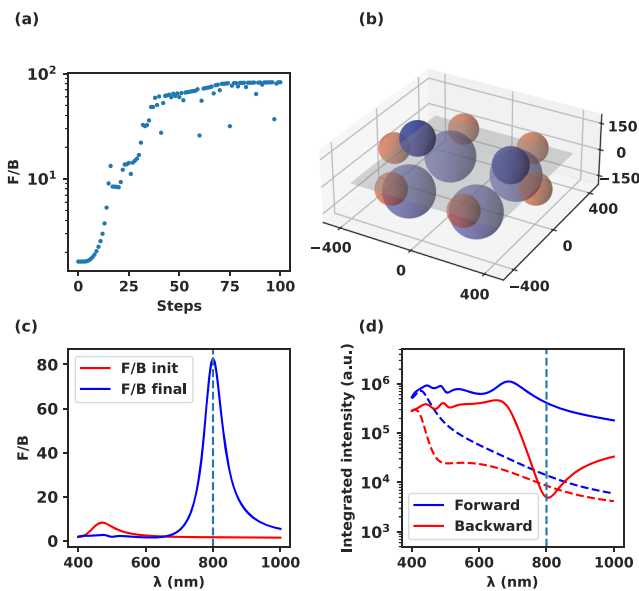 (a)
(b)
10²
10¹
F/B
0
25
50
75
100
Steps
150
0
−150
400
0
−400
−400
0
400
(c)
(d)
80
60
40
20
0
F/B
F/B init
F/B final
400
600
800
1000
λ (nm)
10⁶
10⁵
10⁴
10³
Integrated intensity (a.u.)
Forward
Backward
400
600
800
1000
λ (nm)